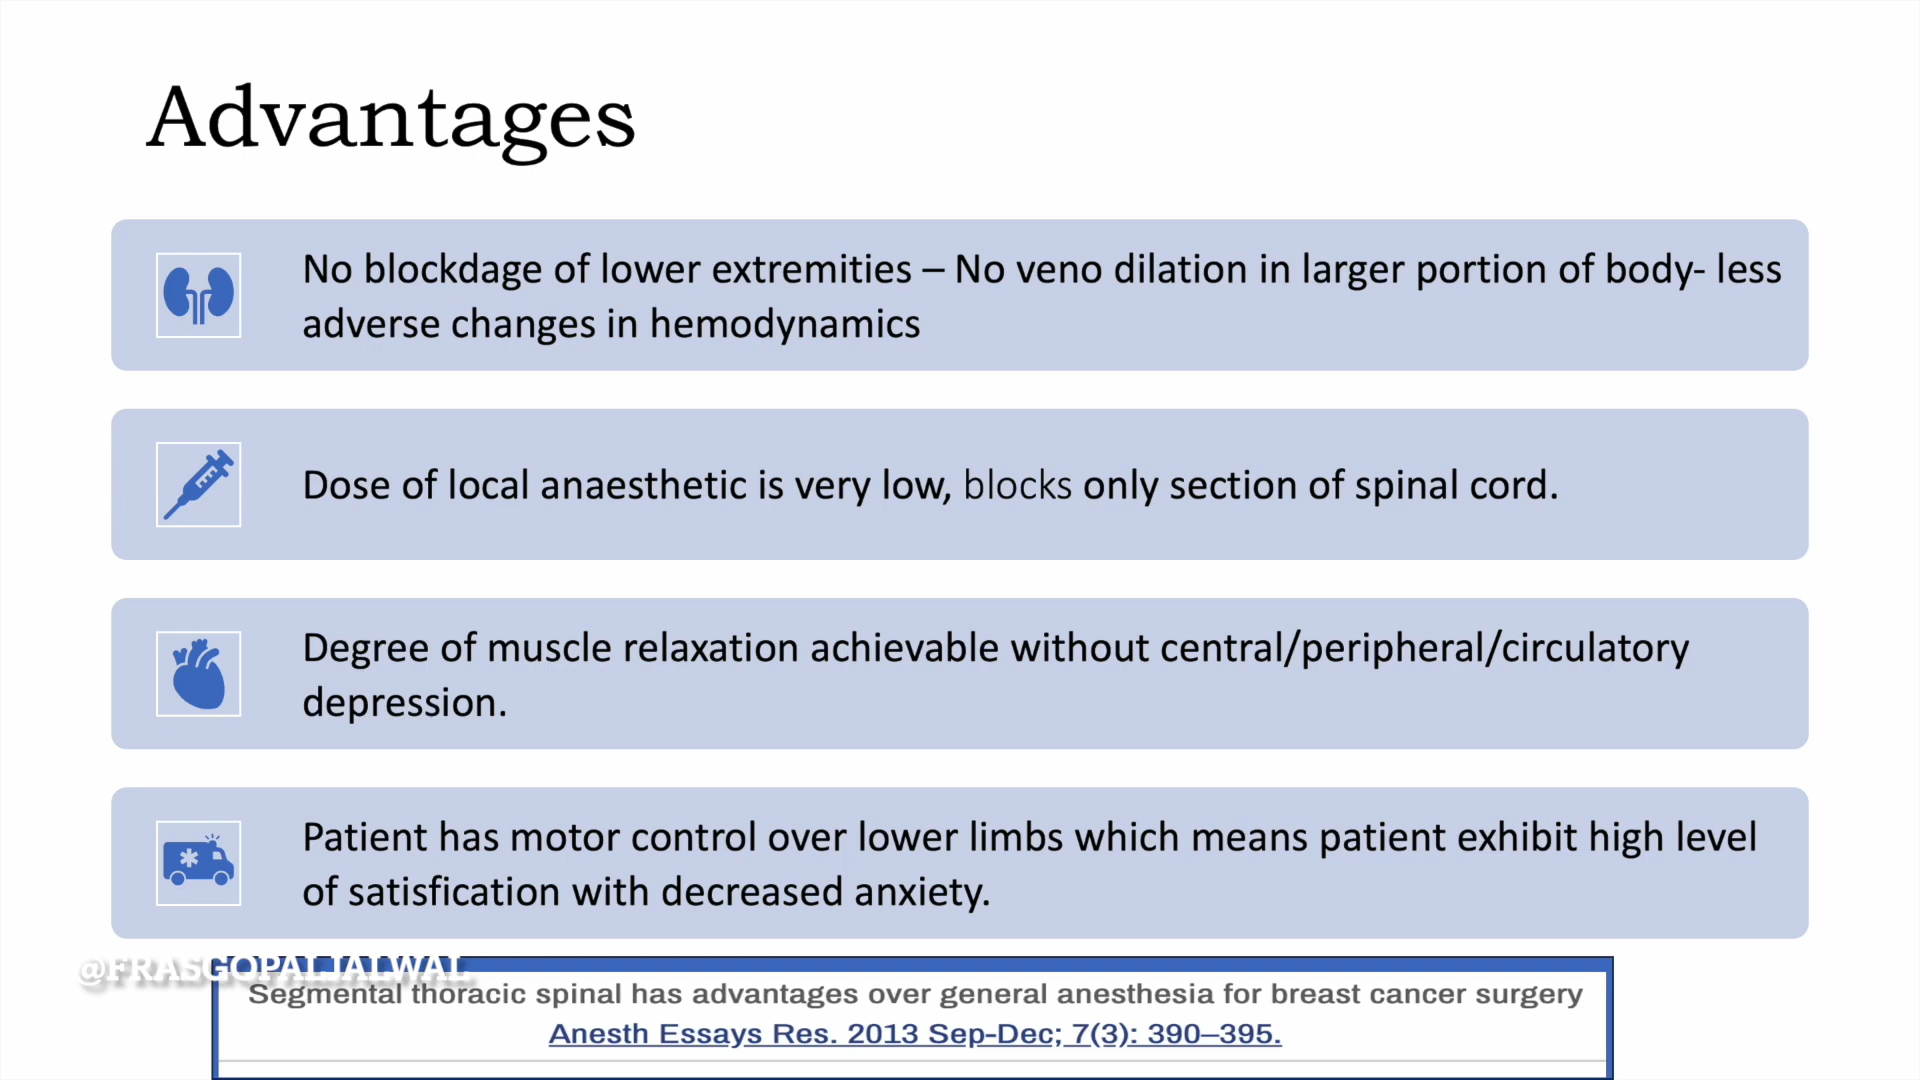 Advantages
No blockdage of lower extremities – No veno dilation in larger portion of body- less
adverse changes in hemodynamics
Dose of local anaesthetic is very low, blocks only section of spinal cord.
Degree of muscle relaxation achievable without central/peripheral/circulatory
depression.
Patient has motor control over lower limbs which means patient exhibit high level
of satisfication with decreased anxiety.
@FRASGOPALJALWAL
Segmental thoracic spinal has advantages over general anesthesia for breast cancer surgery
Anesth Essays Res. 2013 Sep-Dec; 7(3): 390–395.